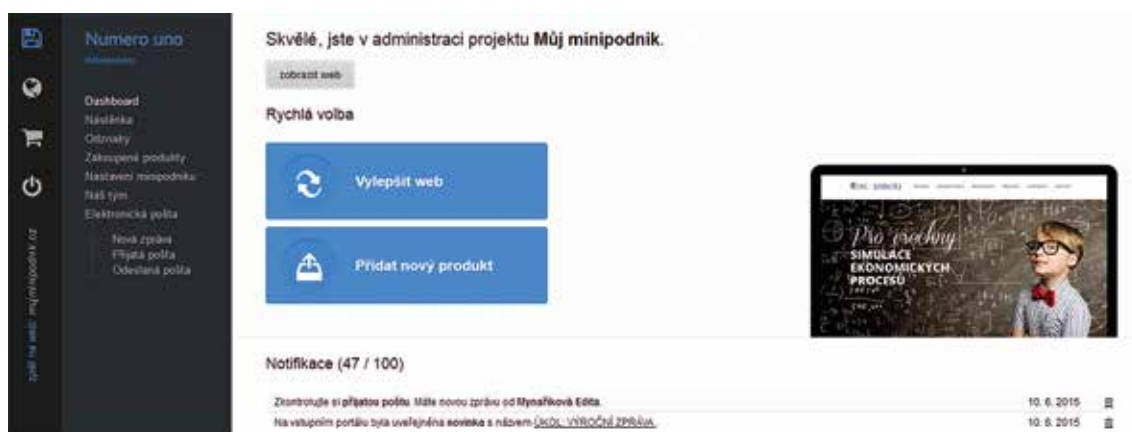 Numero uno
Dashboard
Nástěnka
Odznaky
Zakoupené produkty
Nastavení minipodniku
Náš tým
Elektronická pošta
Nová zpráva
Přijatá pošta
Odeslaná pošta
Skvělé, jste v administraci projektu Můj minipodnik.
zobrazit web
Rychlá volba
Vylepšit web
Přidat nový produkt
Pro všechny
SIMULACE
EKONOMICKÝCH
PROCESŮ
Notifikace (47 / 100)
Zkontrolujte si přijatou poštu. Máte novou zprávu od Mynaříková Edita. 10. 6. 2015
Na vstupním portálu byla uveřejněna novinka s názvem ÚKOL: VÝROČNÍ ZPRÁVA. 10. 6. 2015